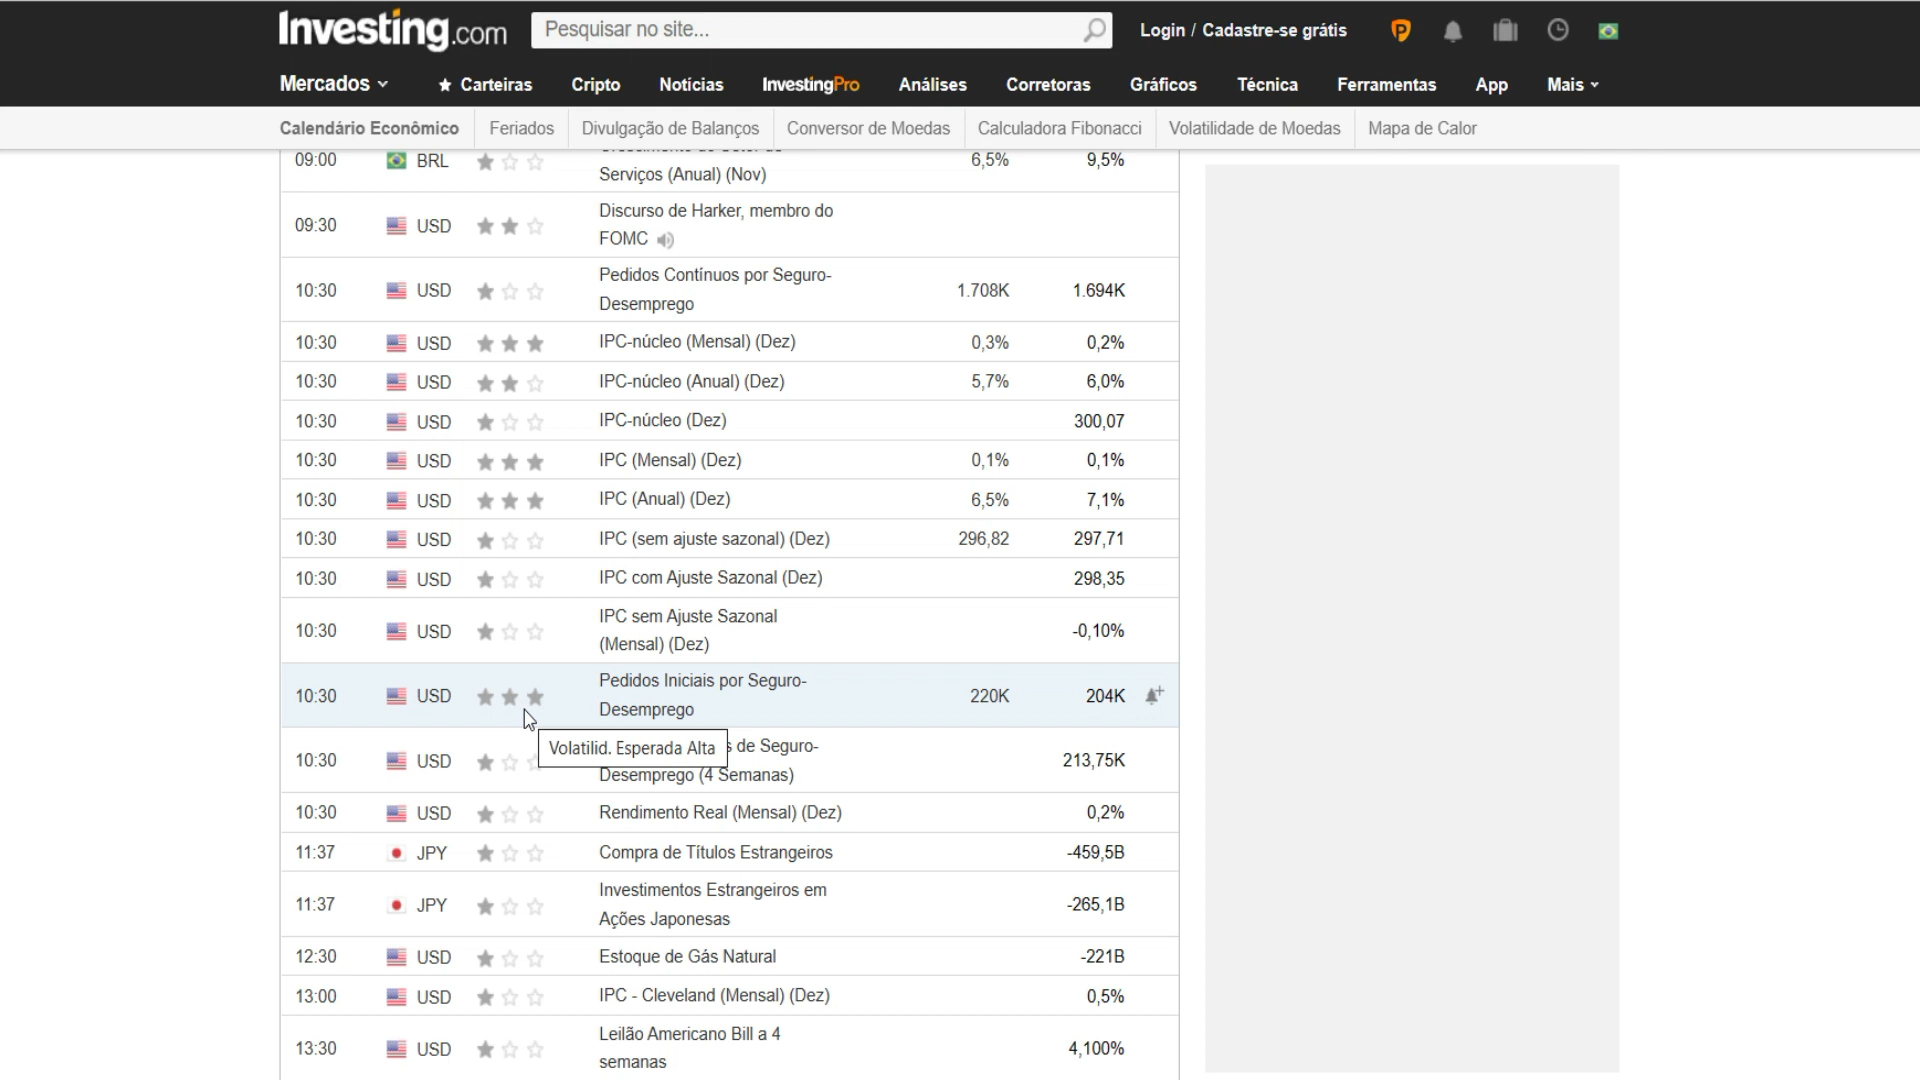 Investing.com
Pesquisar no site...
Login / Cadastre-se grátis
P
Mercados
Carteiras
Cripto
Notícias
InvestingPro
Análises
Corretoras
Gráficos
Técnica
Ferramentas
App
Mais
Calendário Econômico
Feriados
Divulgação de Balanços
Conversor de Moedas
Calculadora Fibonacci
Volatilidade de Moedas
Mapa de Calor
09:00 BRL 6,5% 9,5%
Serviços (Anual) (Nov)
Discurso de Harker, membro do
09:30 USD
FOMC
Pedidos Contínuos por Seguro-
10:30 USD 1.708K 1.694K
Desemprego
10:30 USD IPC-núcleo (Mensal) (Dez) 0,3% 0,2%
10:30 USD IPC-núcleo (Anual) (Dez) 5,7% 6,0%
10:30 USD IPC-núcleo (Dez) 300,07
10:30 USD IPC (Mensal) (Dez) 0,1% 0,1%
10:30 USD IPC (Anual) (Dez) 6,5% 7,1%
10:30 USD IPC (sem ajuste sazonal) (Dez) 296,82 297,71
10:30 USD IPC com Ajuste Sazonal (Dez) 298,35
IPC sem Ajuste Sazonal
10:30 USD -0,10%
(Mensal) (Dez)
Pedidos Iniciais por Seguro-
10:30 USD 220K 204K
Desemprego
Volatilid. Esperada Alta
de Seguro-
10:30 USD 213,75K
Desemprego (4 Semanas)
10:30 USD Rendimento Real (Mensal) (Dez) 0,2%
11:37 JPY Compra de Títulos Estrangeiros -459,5B
Investimentos Estrangeiros em
11:37 JPY -265,1B
Ações Japonesas
12:30 USD Estoque de Gás Natural -221B
13:00 USD IPC - Cleveland (Mensal) (Dez) 0,5%
Leilão Americano Bill a 4
13:30 USD 4,100%
semanas